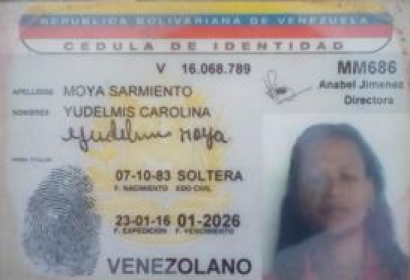 REPUBLICA BOLIVARIANA DE VENEZUELA
CEDULA DE IDENTIDAD
V 16.068.789 MM686
Anabel Jimenez
Directora
APELLIDOS MOYA SARMIENTO
NOMBRES YUDELMIS CAROLINA
Yudelmis Moya
FIRMA TITULAR
07-10-83 SOLTERA
F. NACIMIENTO EDO CIVIL
23-01-16 01-2026
F. EXPEDICION F. VENCIMIENTO
VENEZOLANO